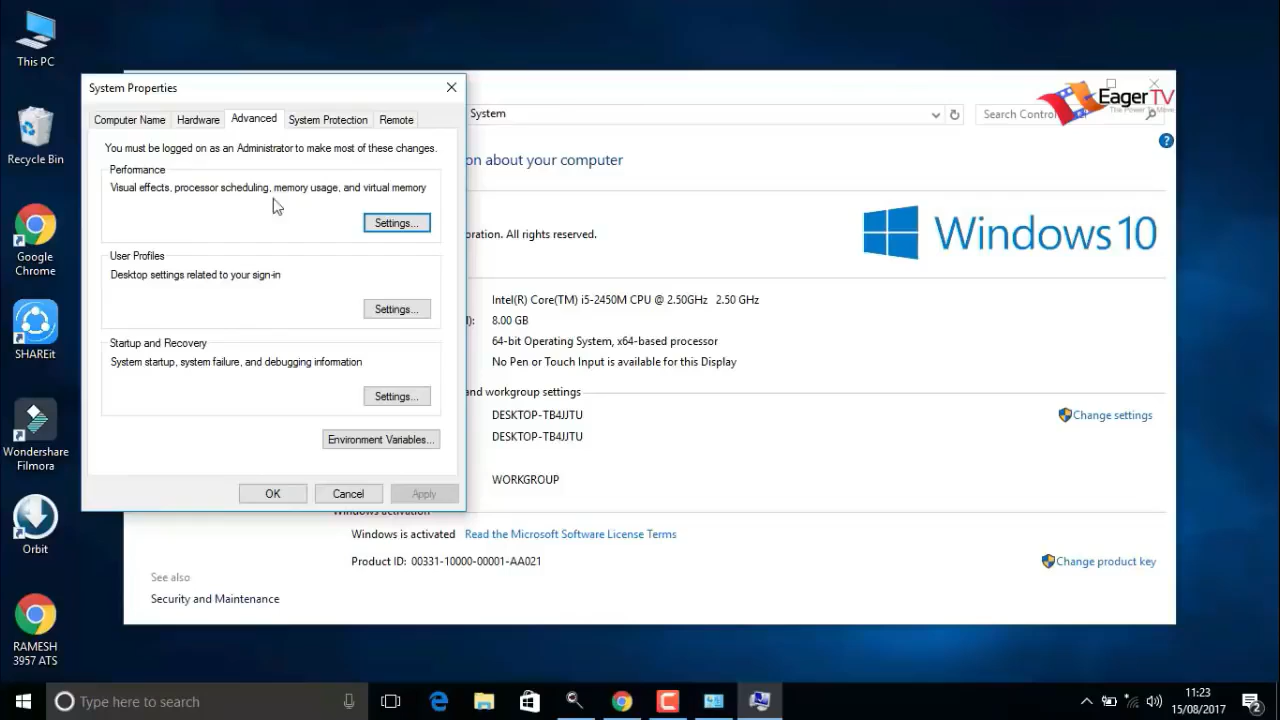 This PC
Recycle Bin
Google
Chrome
SHAREit
Wondershare
Filmora
Orbit
RAMESH
3957 ATS
System Properties
Computer Name
Hardware
Advanced
System Protection
Remote
You must be logged on as an Administrator to make most of these changes.
Performance
Visual effects, processor scheduling, memory usage, and virtual memory
Settings...
User Profiles
Desktop settings related to your sign-in
Settings...
Startup and Recovery
System startup, system failure, and debugging information
Settings...
Environment Variables...
OK
Cancel
Apply
System
Search Control
EagerTV
on about your computer
oration. All rights reserved.
Windows 10
Intel(R) Core(TM) i5-2450M CPU @ 2.50GHz 2.50 GHz
): 8.00 GB
64-bit Operating System, x64-based processor
No Pen or Touch Input is available for this Display
and workgroup settings
DESKTOP-TB4JJTU
Change settings
DESKTOP-TB4JJTU
WORKGROUP
Windows activation
Windows is activated Read the Microsoft Software License Terms
Product ID: 00331-10000-00001-AA021
Change product key
See also
Security and Maintenance
Type here to search
11:23
15/08/2017
2